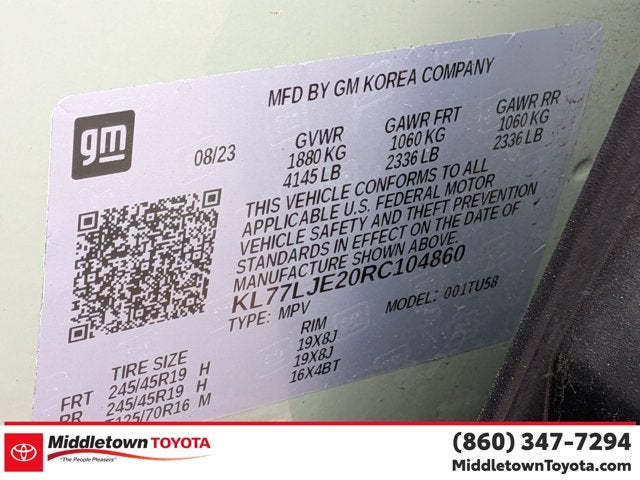 MFD BY GM KOREA COMPANY
gm
08/23
GVWR GAWR FRT GAWR RR
1880 KG 1060 KG 1060 KG
4145 LB 2336 LB 2336 LB
THIS VEHICLE CONFORMS TO ALL
APPLICABLE U.S. FEDERAL MOTOR
VEHICLE SAFETY AND THEFT PREVENTION
STANDARDS IN EFFECT ON THE DATE OF
MANUFACTURE SHOWN ABOVE.
KL77LJE20RC104860
TYPE: MPV MODEL: 001TU58
TIRE SIZE RIM
FRT 245/45R19 H 19X8J
RR 245/45R19 H 19X8J
T125/70R16 M 16X4BT
Middletown TOYOTA
"The People Pleasers"
TOYOTA
(860) 347-7294
MiddletownToyota.com